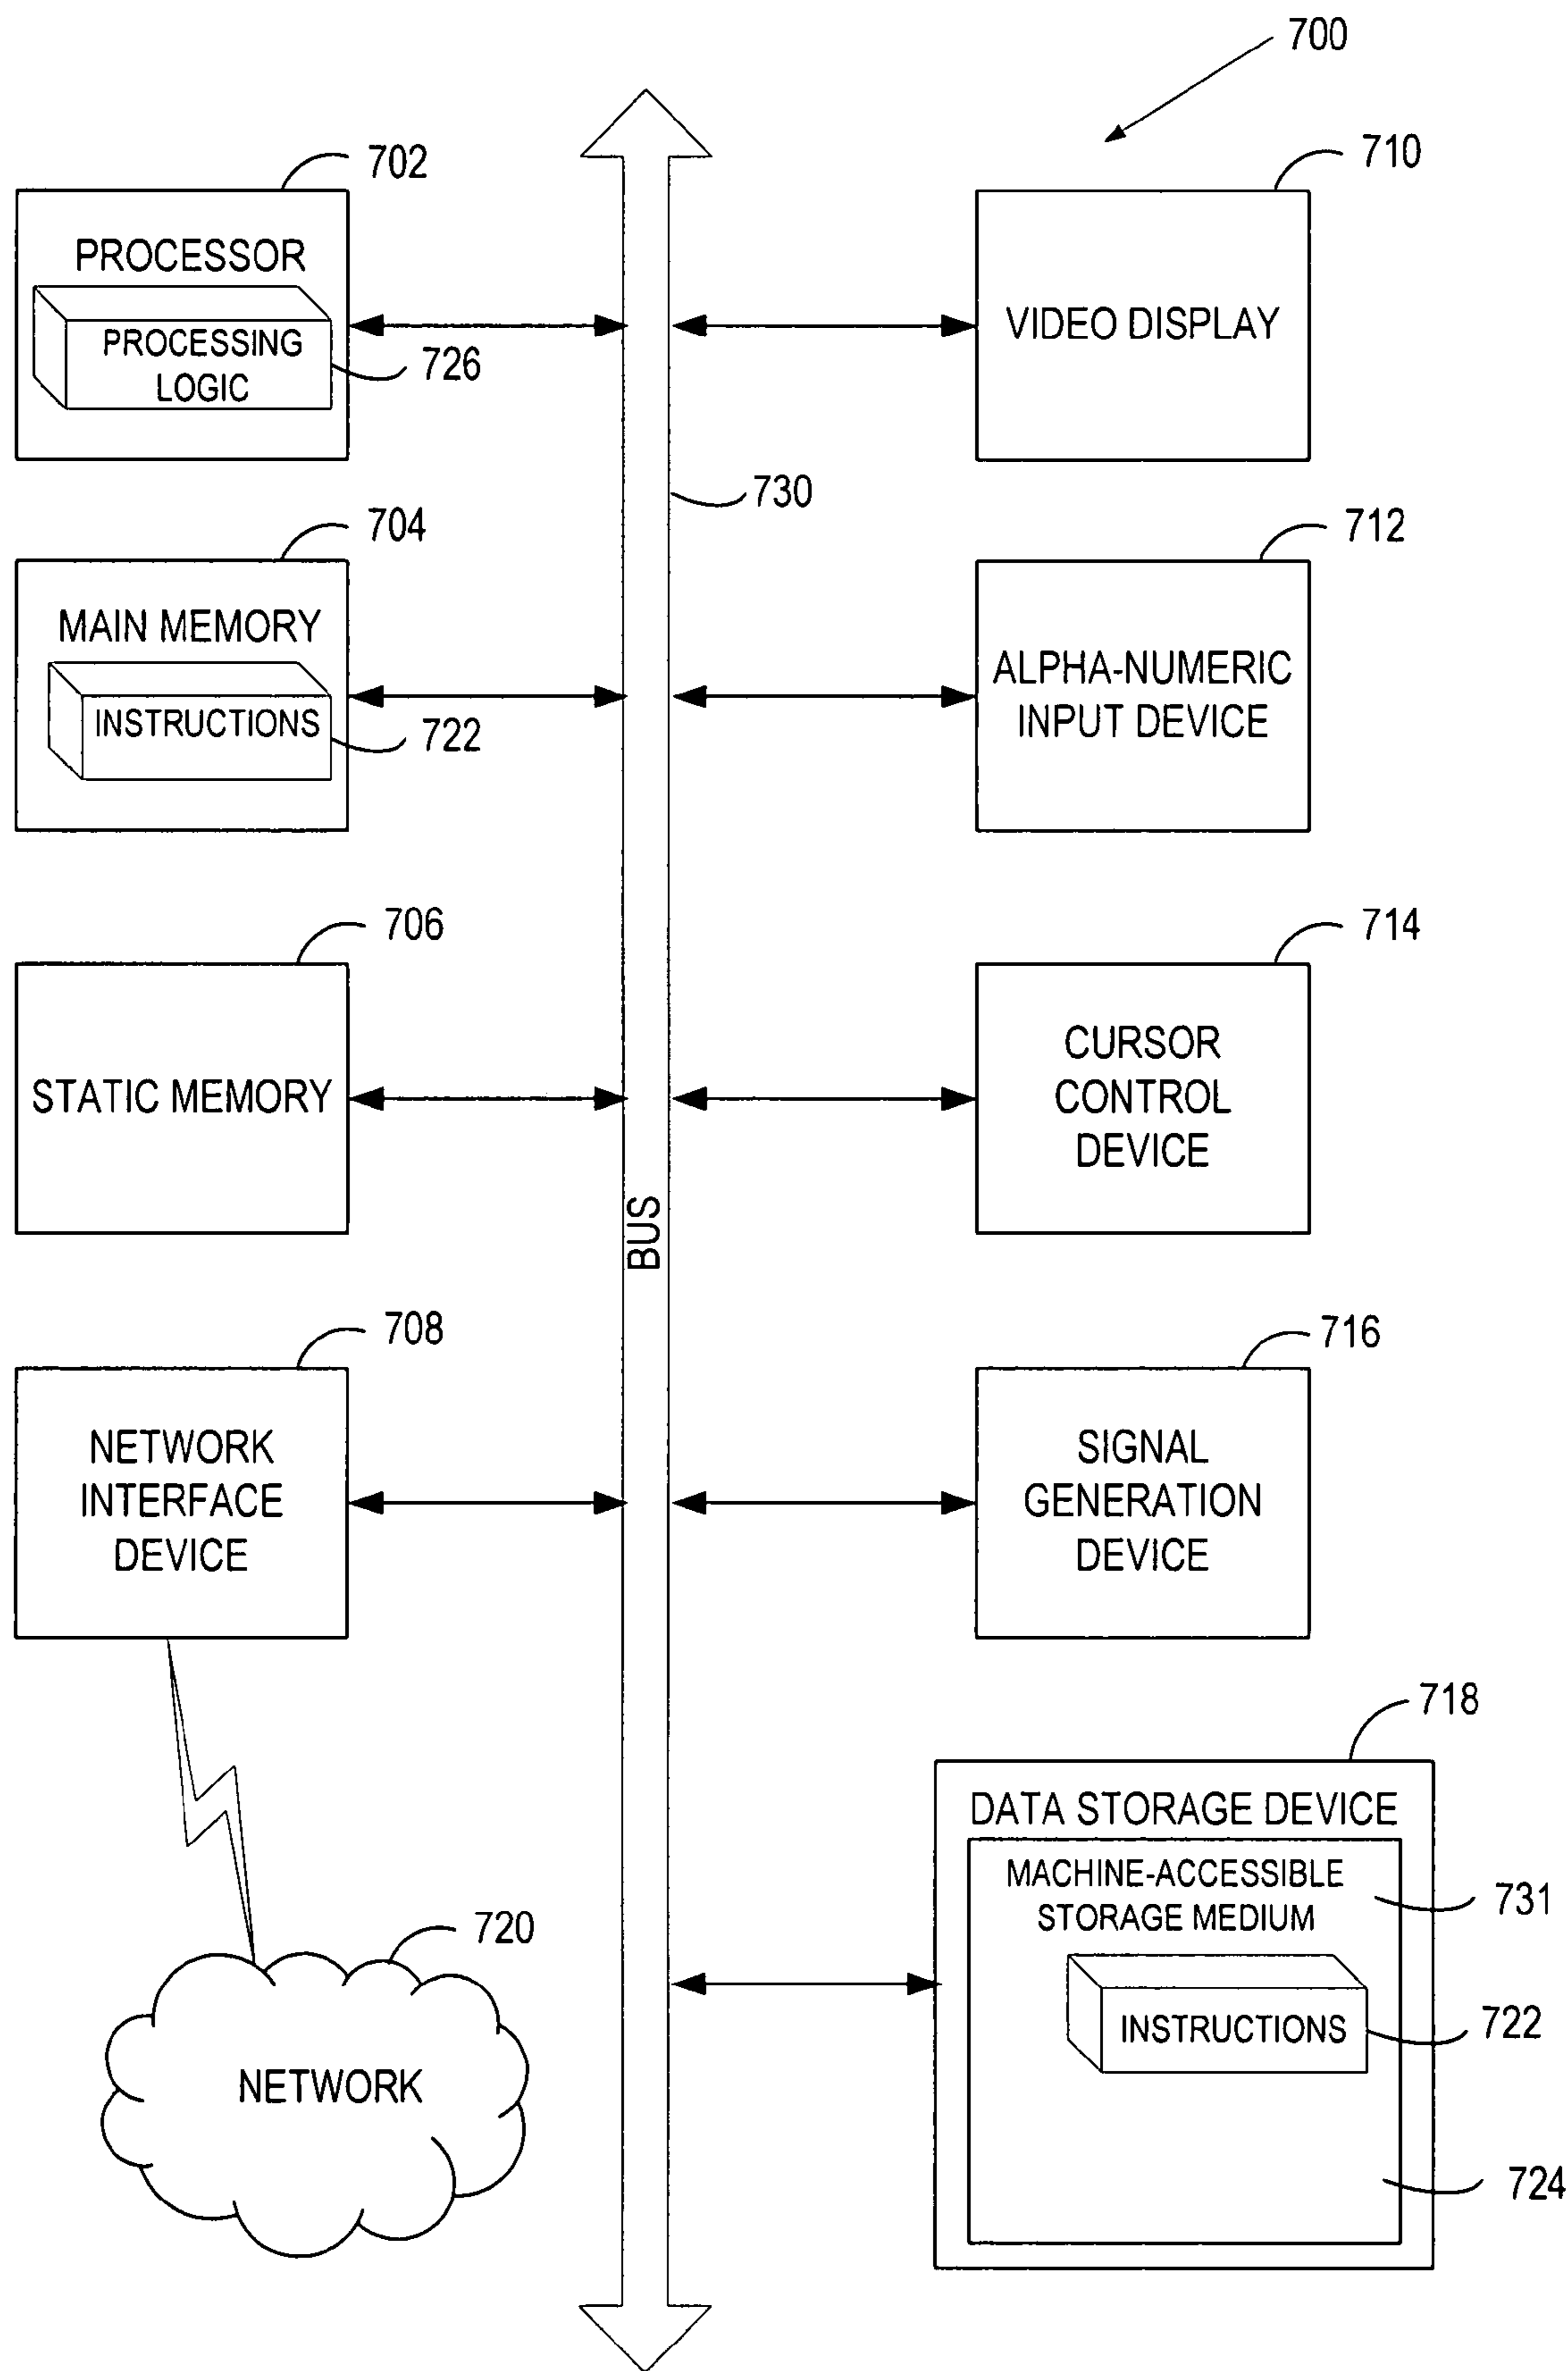 700
702
PROCESSOR
PROCESSING
LOGIC
726
710
VIDEO DISPLAY
730
704
MAIN MEMORY
INSTRUCTIONS
722
712
ALPHA-NUMERIC
INPUT DEVICE
706
STATIC MEMORY
714
CURSOR
CONTROL
DEVICE
BUS
708
NETWORK
INTERFACE
DEVICE
716
SIGNAL
GENERATION
DEVICE
718
DATA STORAGE DEVICE
MACHINE-ACCESSIBLE
STORAGE MEDIUM
731
INSTRUCTIONS
722
724
720
NETWORK